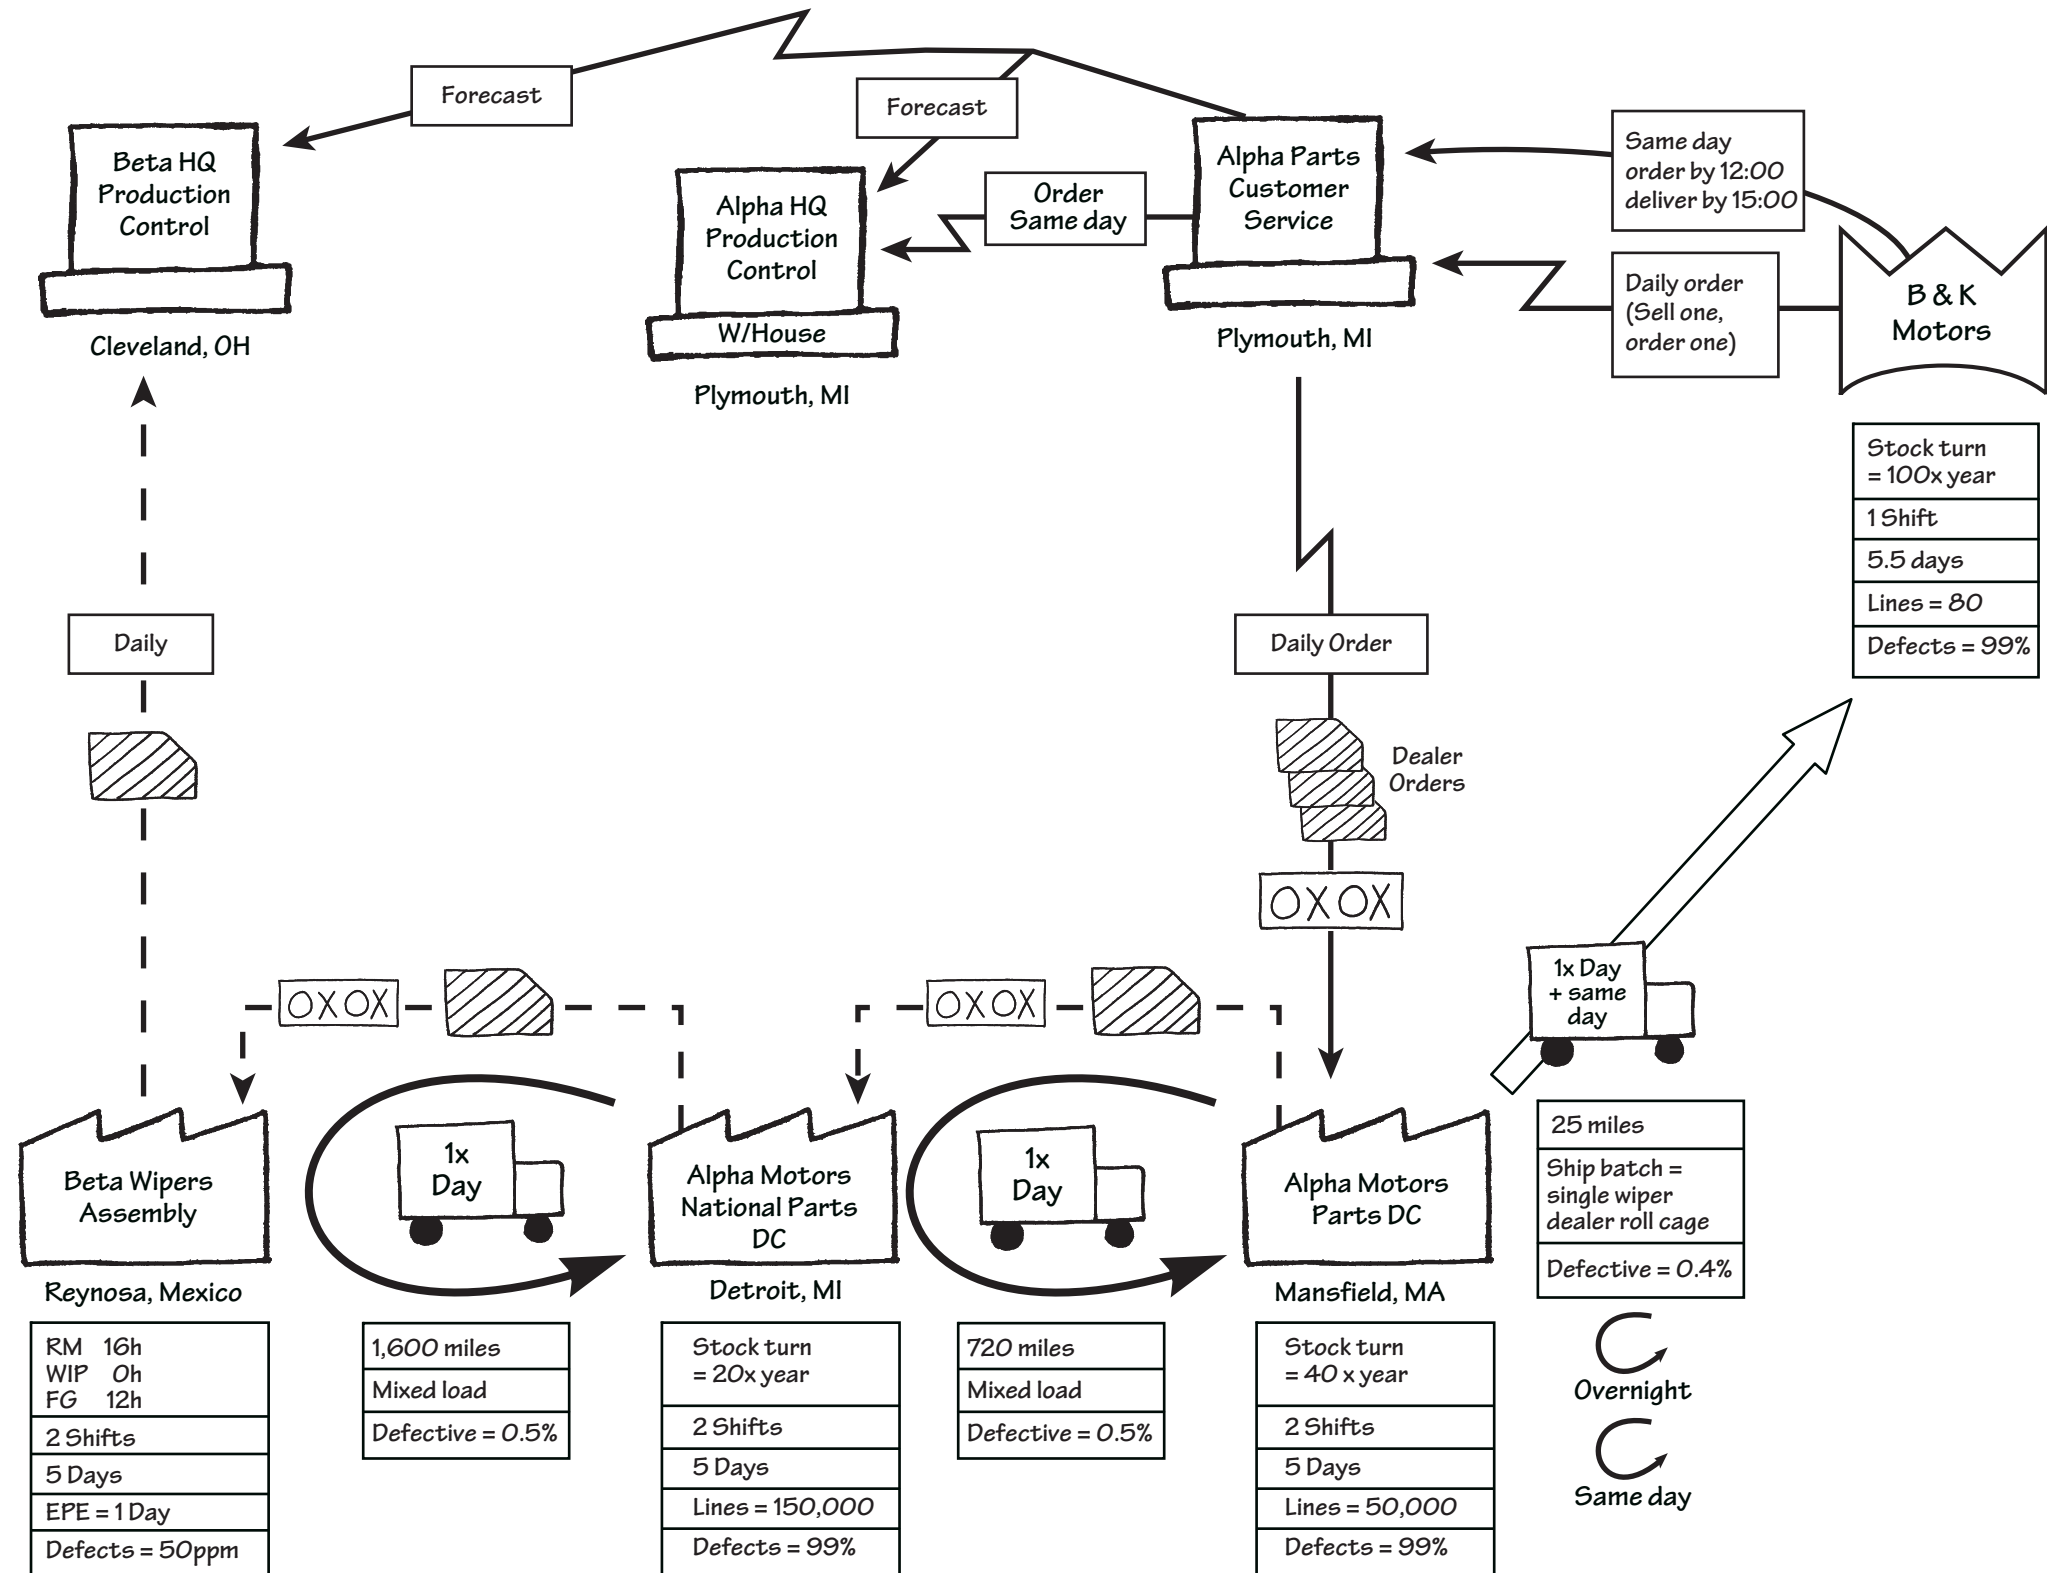 Forecast
Forecast
Beta HQ
Production
Control
Cleveland, OH
Alpha HQ
Production
Control
W/House
Plymouth, MI
Order
Same day
Alpha Parts
Customer
Service
Plymouth, MI
Same day
order by 12:00
deliver by 15:00
Daily order
(Sell one,
order one)
B & K
Motors
Stock turn
= 100x year
1 Shift
5.5 days
Lines = 80
Defects = 99%
Daily
Daily Order
Dealer
Orders
OXOX
OXOX
OXOX
1x Day
+ same
day
Beta Wipers
Assembly
Reynosa, Mexico
1x
Day
Alpha Motors
National Parts
DC
Detroit, MI
1x
Day
Alpha Motors
Parts DC
Mansfield, MA
25 miles
Ship batch =
single wiper
dealer roll cage
Defective = 0.4%
Overnight
Same day
RM 16h
WIP 0h
FG 12h
2 Shifts
5 Days
EPE = 1 Day
Defects = 50ppm
1,600 miles
Mixed load
Defective = 0.5%
Stock turn
= 20x year
2 Shifts
5 Days
Lines = 150,000
Defects = 99%
720 miles
Mixed load
Defective = 0.5%
Stock turn
= 40 x year
2 Shifts
5 Days
Lines = 50,000
Defects = 99%